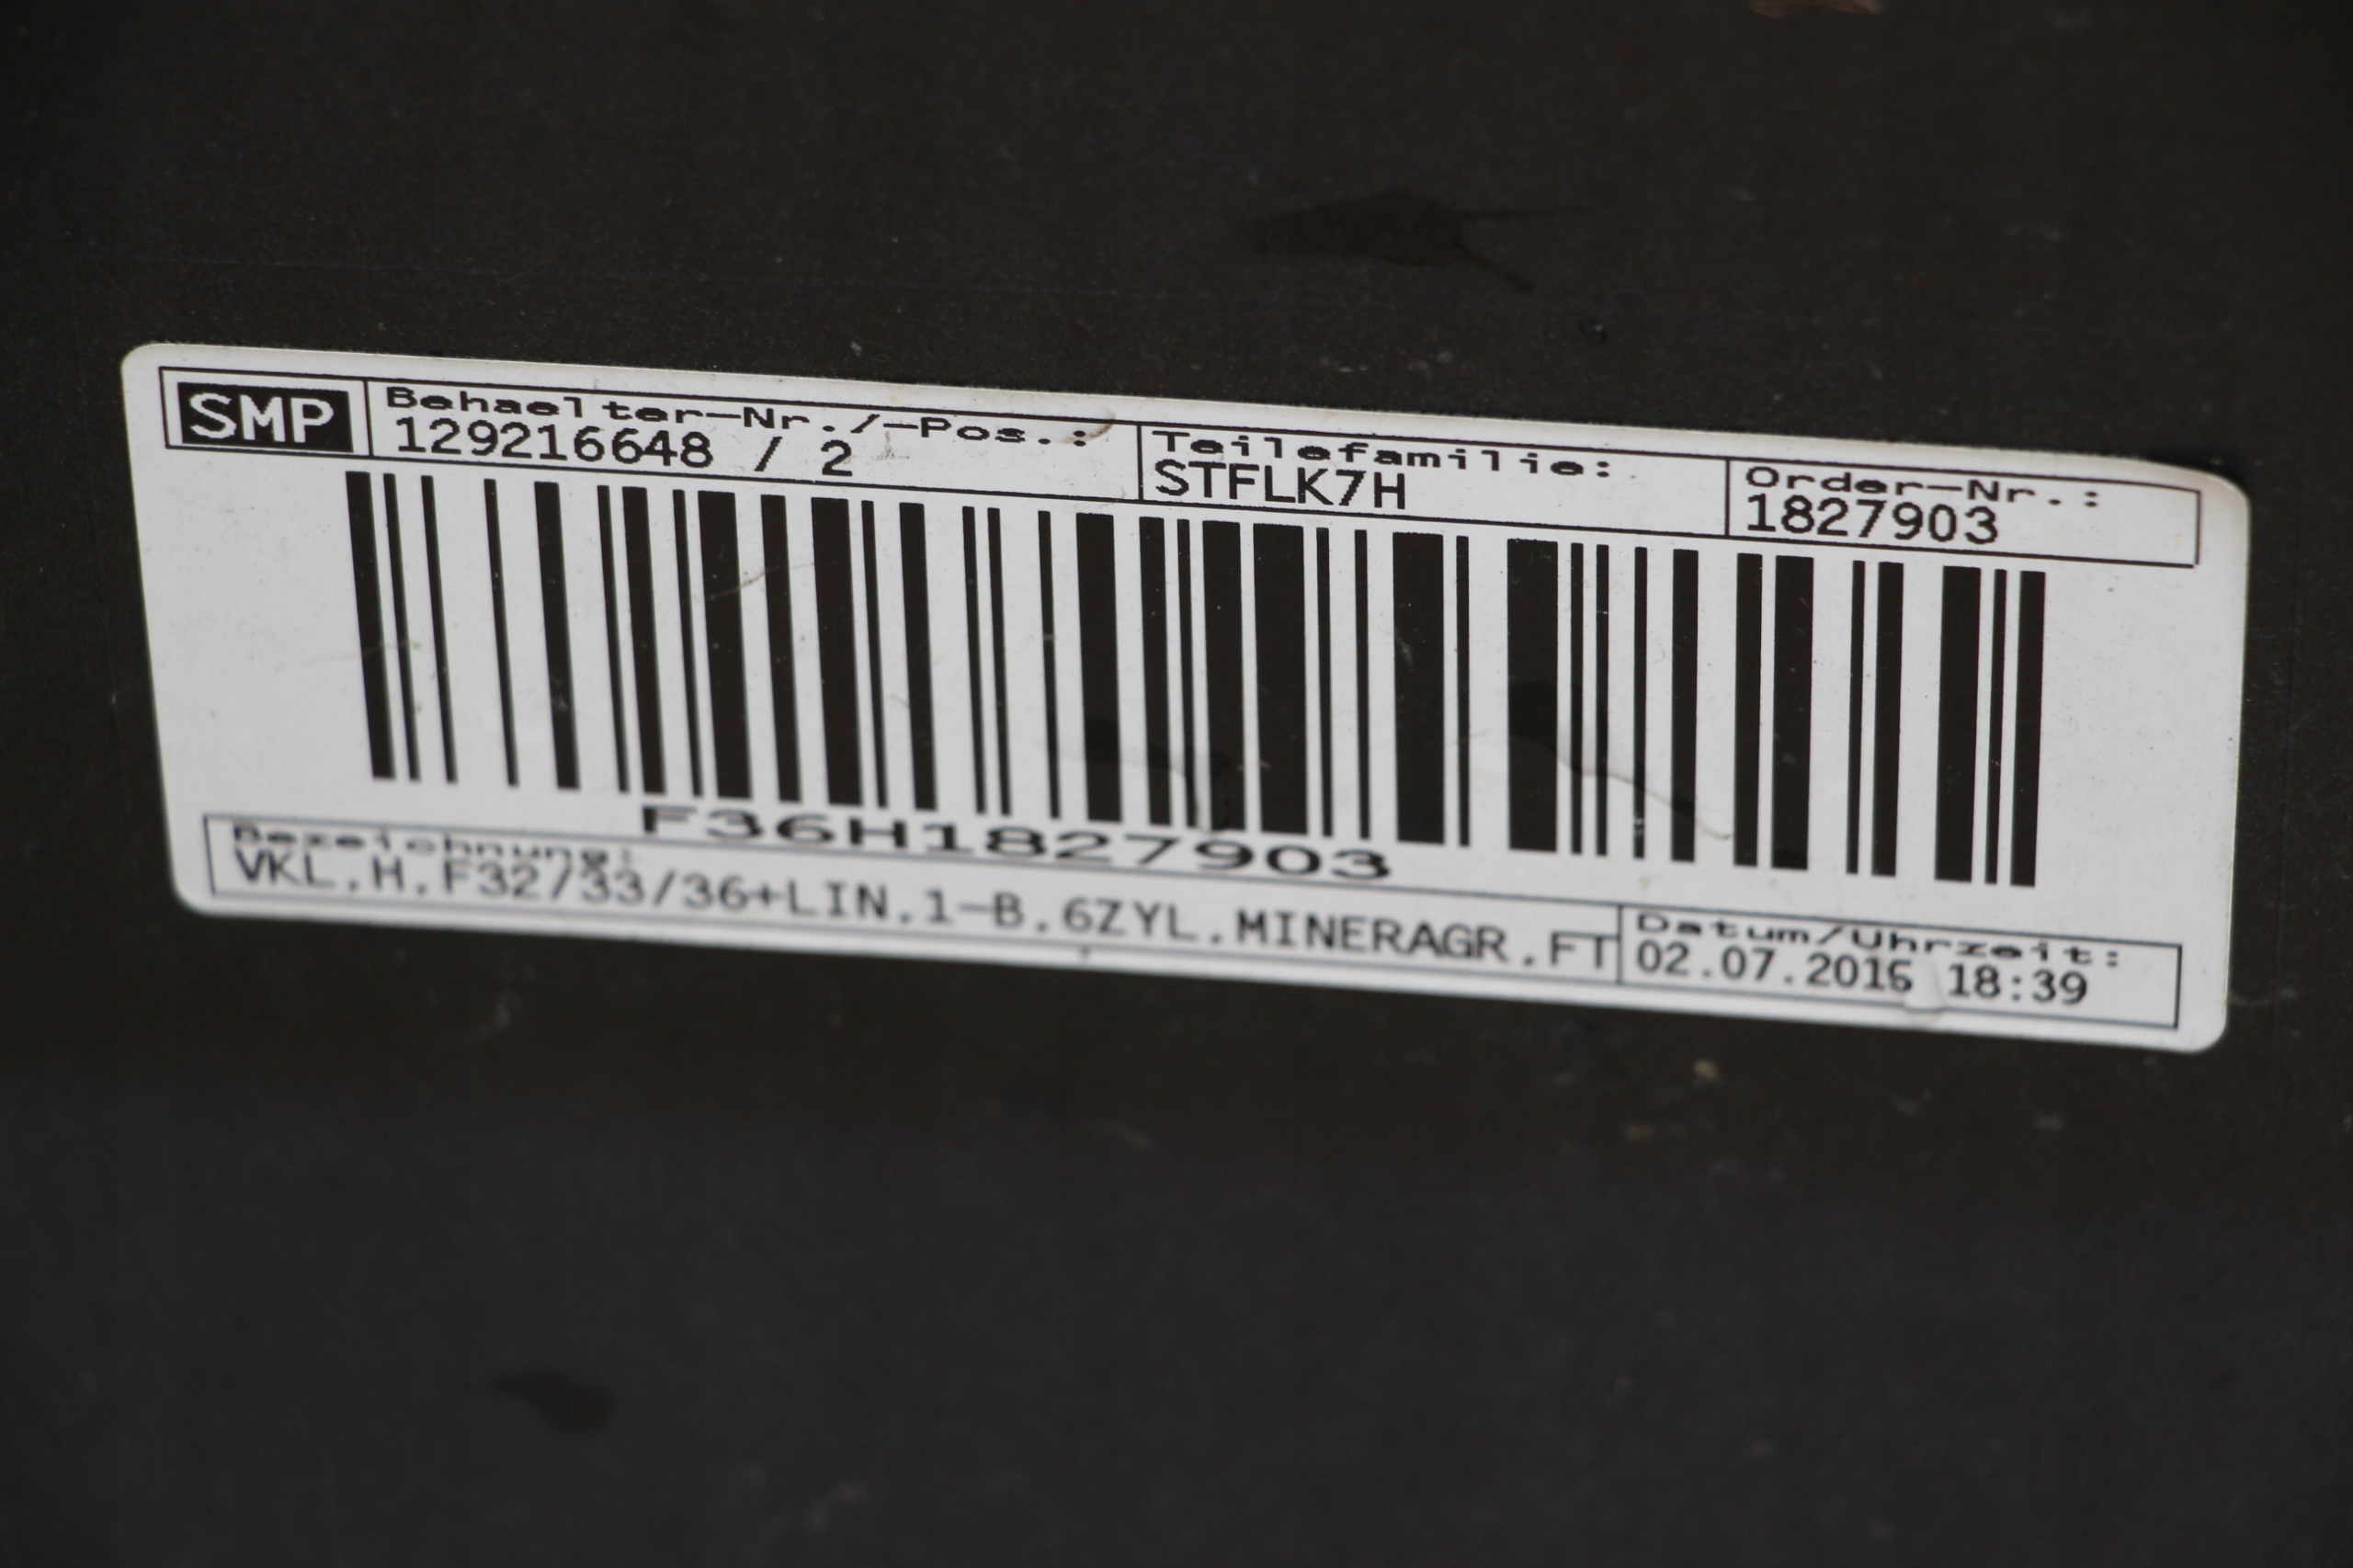 SMP
Behaelter-Nr./-Pos.:
129216648 / 2
Teilefamilie:
STFLK7H
Order-Nr.:
1827903
F36H1827903
Bezeichnung:
VKL.H.F32/33/36+LIN.1-B.6ZYL.MINERAGR.FT
Datum/Uhrzeit:
02.07.2016 18:39